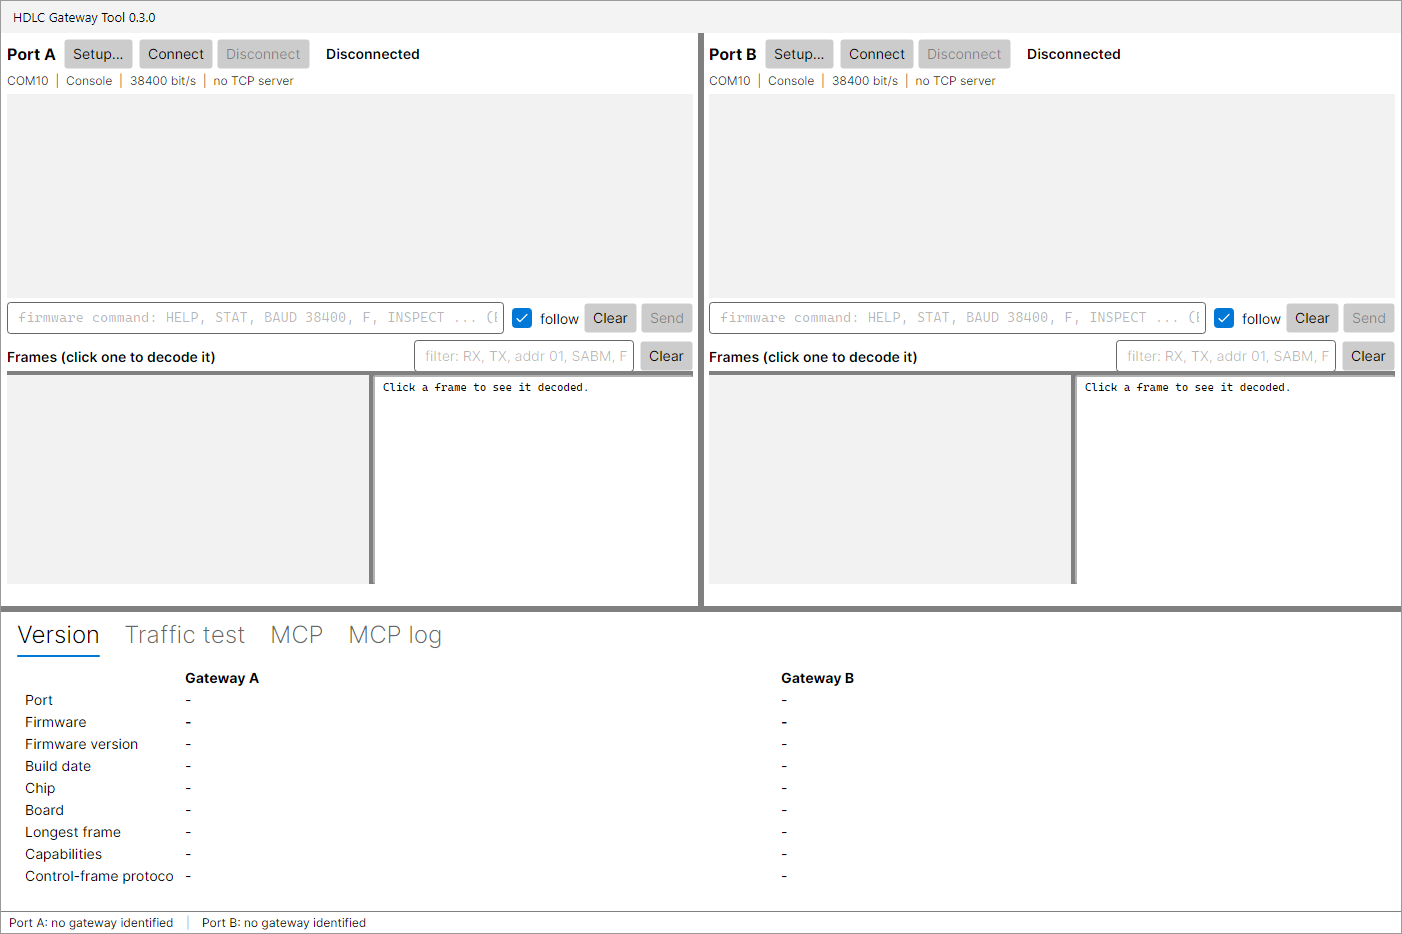 HDLC Gateway Tool 0.3.0
Port A Setup... Connect Disconnect Disconnected
COM10 | Console | 38400 bit/s | no TCP server
firmware command: HELP, STAT, BAUD 38400, F, INSPECT ... (E follow Clear Send
Frames (click one to decode it) filter: RX, TX, addr 01, SABM, F Clear
Click a frame to see it decoded.
Port B Setup... Connect Disconnect Disconnected
COM10 | Console | 38400 bit/s | no TCP server
firmware command: HELP, STAT, BAUD 38400, F, INSPECT ... (E follow Clear Send
Frames (click one to decode it) filter: RX, TX, addr 01, SABM, F Clear
Click a frame to see it decoded.
Version Traffic test MCP MCP log
Gateway A Gateway B
Port - -
Firmware - -
Firmware version - -
Build date - -
Chip - -
Board - -
Longest frame - -
Capabilities - -
Control-frame protoco - -
Port A: no gateway identified | Port B: no gateway identified